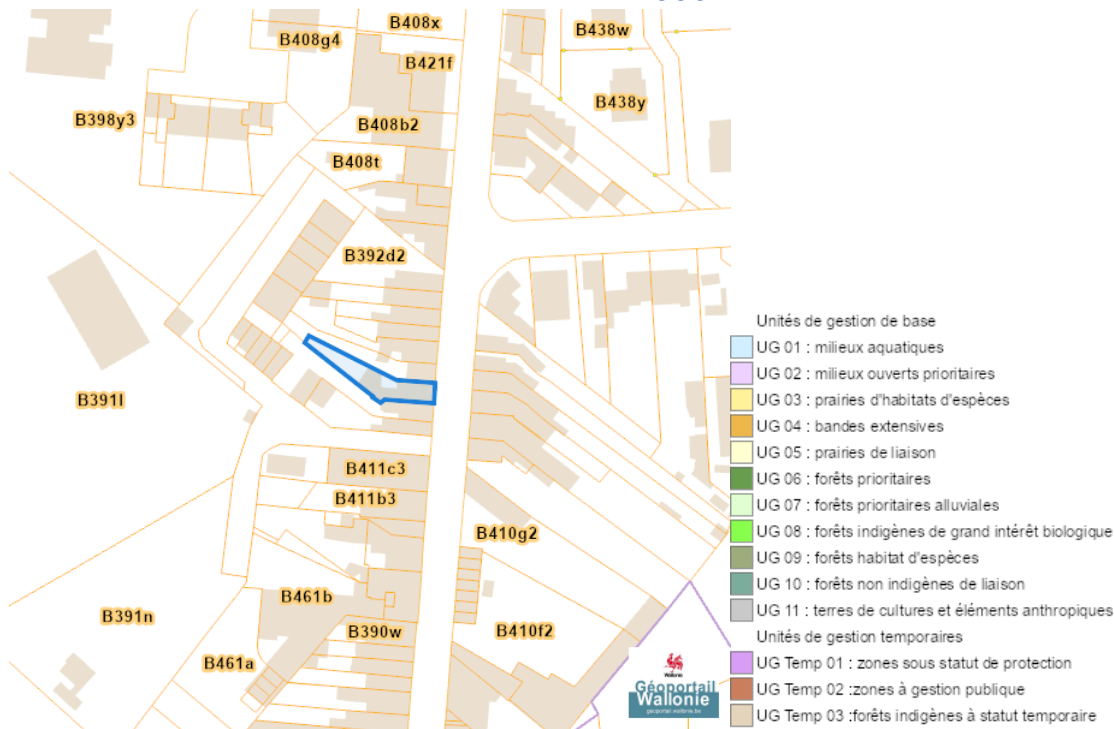 B408x
B438w
B408g4
B421f
B438y
B398y3
B408b2
B408t
B392d2
B391l
B411c3
B411b3
B410g2
B461b
B391n
B390w
B410f2
B461a
Wallonie
Géoportail
Wallonie
geoportail.wallonie.be
Unités de gestion de base
UG 01 : milieux aquatiques
UG 02 : milieux ouverts prioritaires
UG 03 : prairies d'habitats d'espèces
UG 04 : bandes extensives
UG 05 : prairies de liaison
UG 06 : forêts prioritaires
UG 07 : forêts prioritaires alluviales
UG 08 : forêts indigènes de grand intérêt biologique
UG 09 : forêts habitat d'espèces
UG 10 : forêts non indigènes de liaison
UG 11 : terres de cultures et éléments anthropiques
Unités de gestion temporaires
UG Temp 01 : zones sous statut de protection
UG Temp 02 :zones à gestion publique
UG Temp 03 :forêts indigènes à statut temporaire